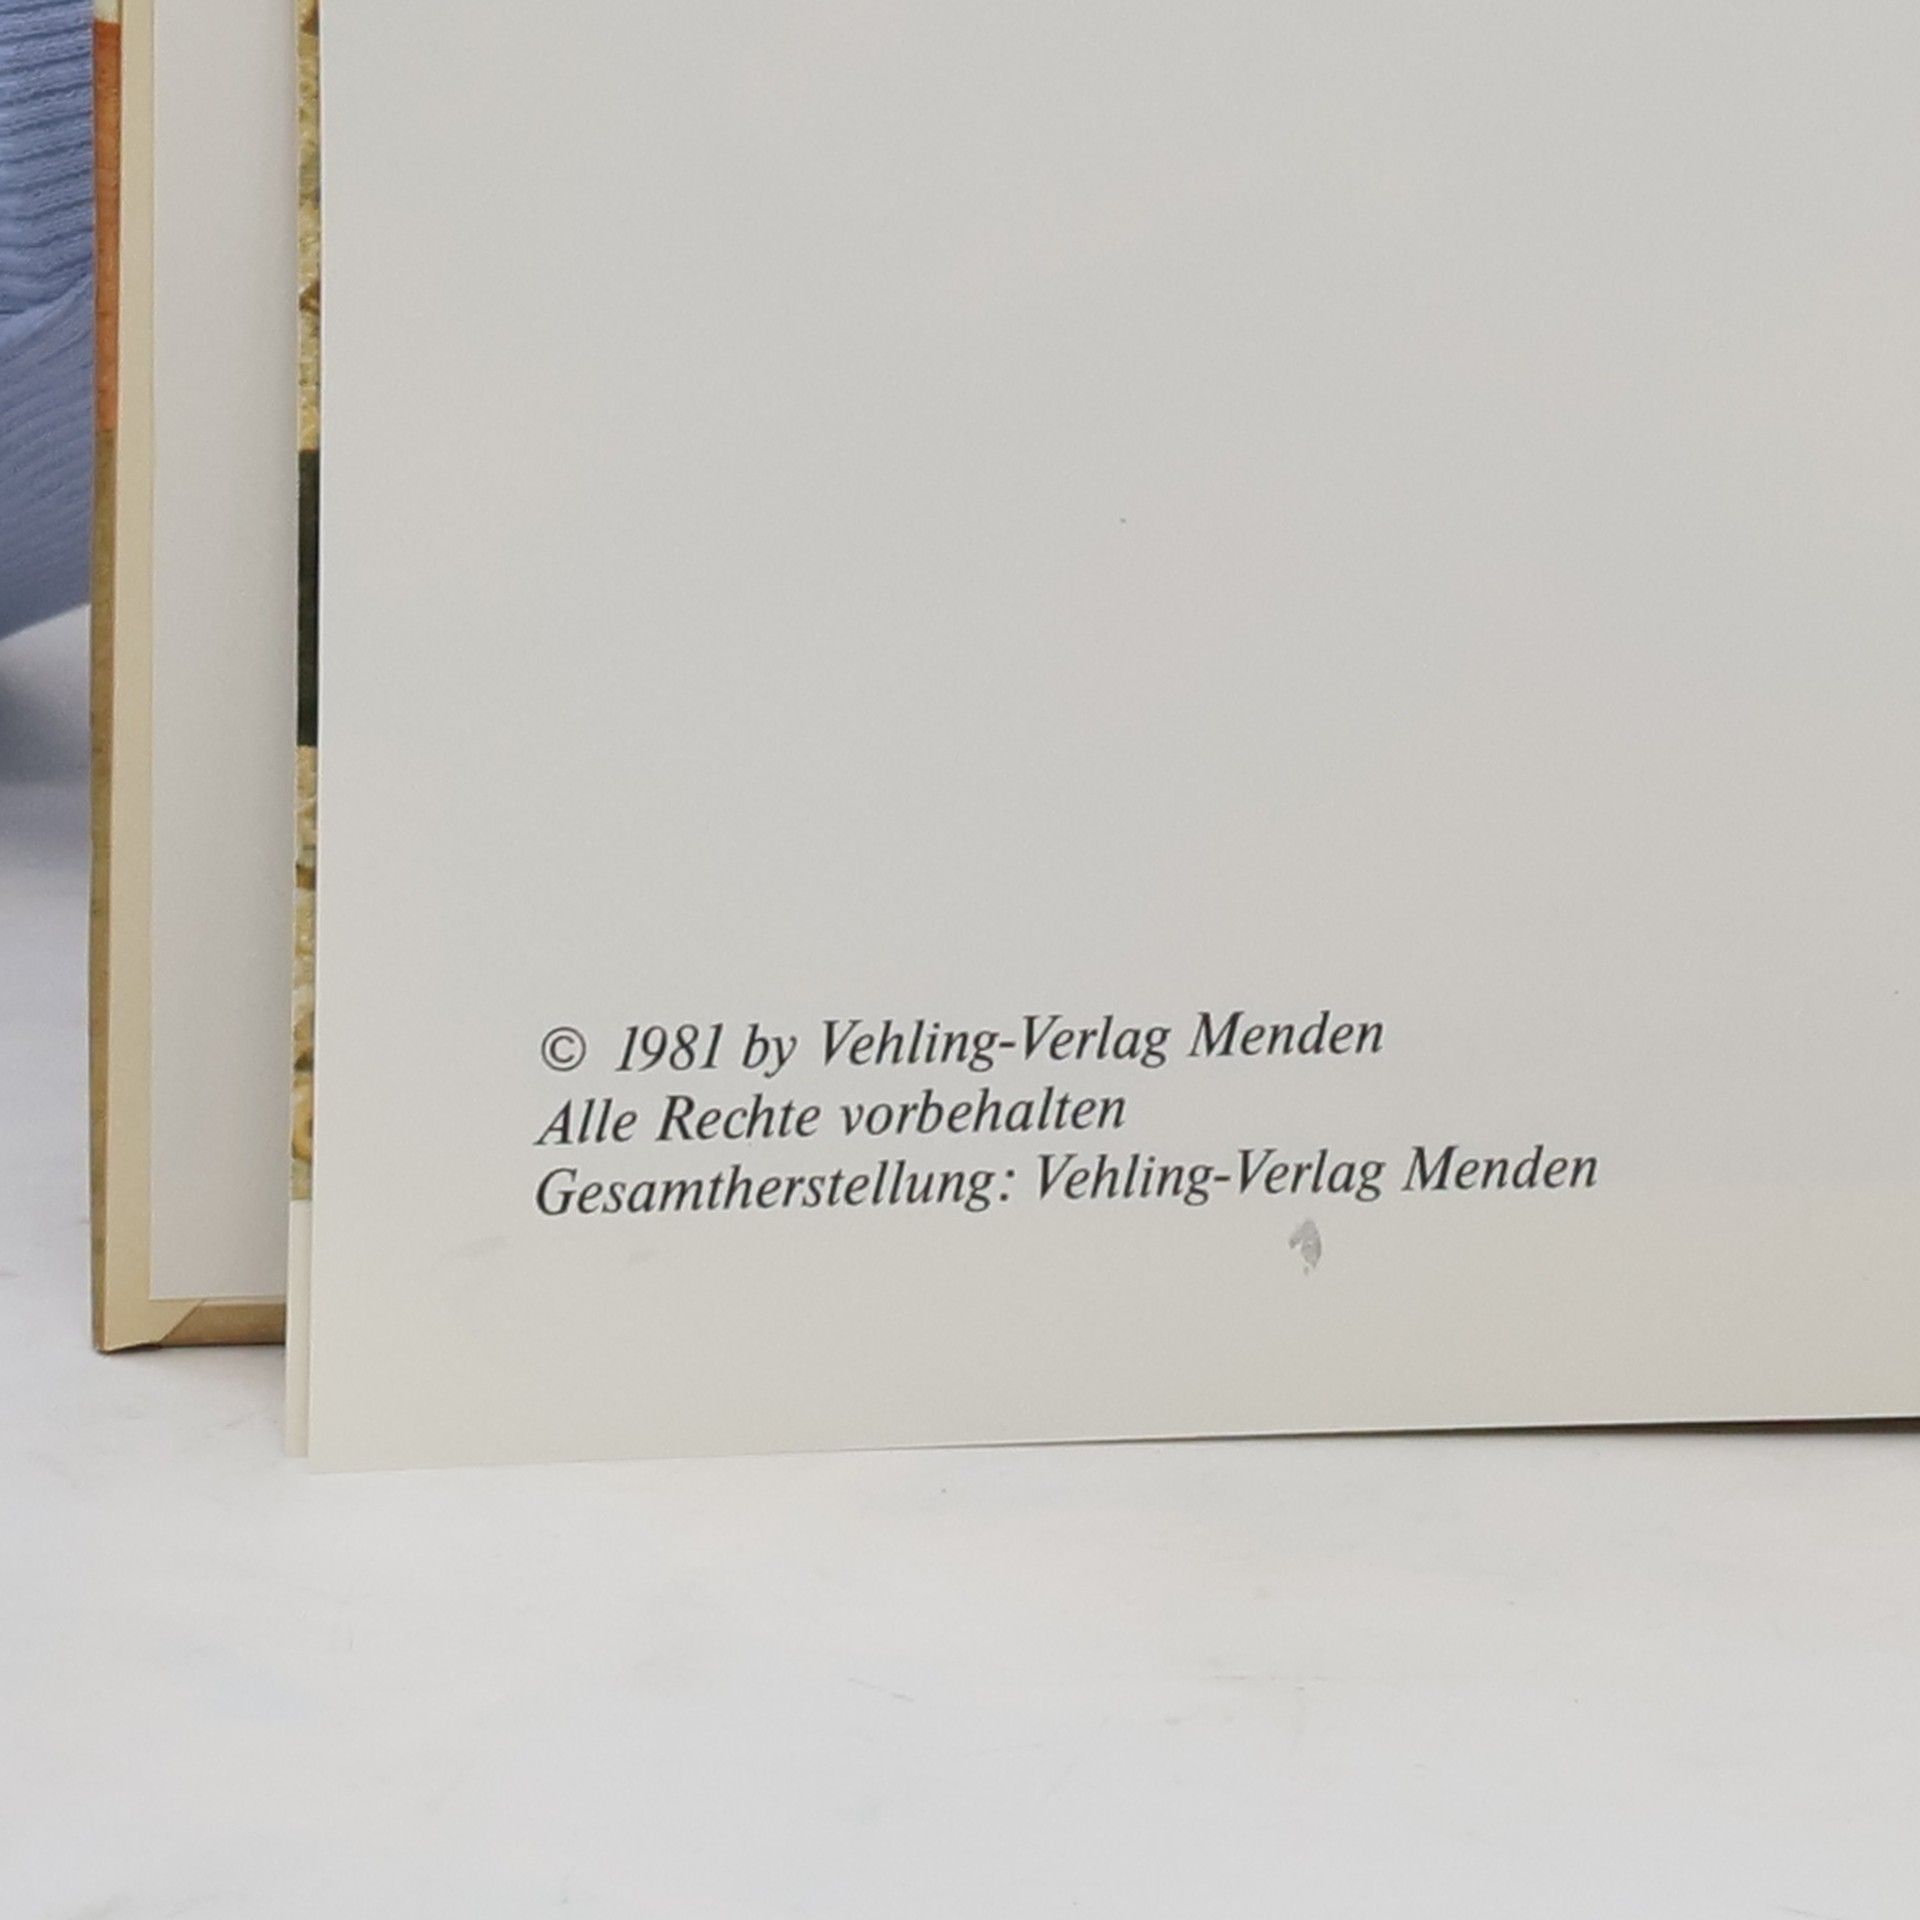 © 1981 by Vehling-Verlag Menden
Alle Rechte vorbehalten
Gesamtherstellung: Vehling-Verlag Menden